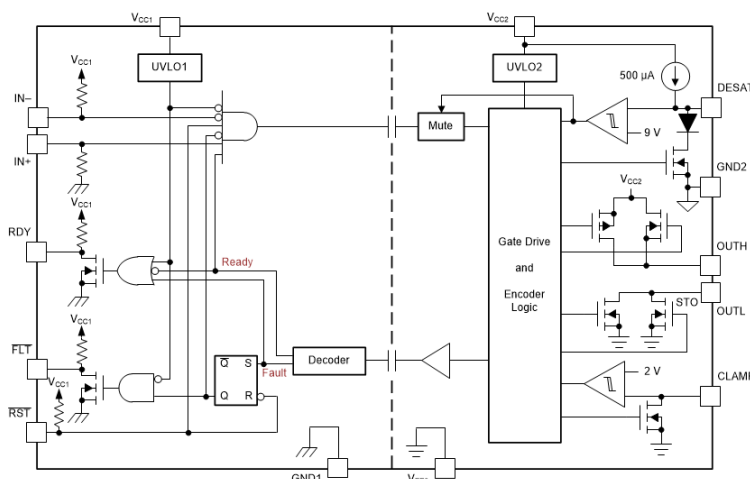 VCC1
VCC2
UVLO1
UVLO2
VCC1
500 µA
DESAT
IN–
Mute
9 V
IN+
GND2
VCC1
VCC2
RDY
Gate Drive
and
Encoder
Logic
Ready
OUTH
STO
OUTL
VCC1
FLT
Q S
Decoder
2 V
Fault
VCC1
CLAMP
Q R
RST
GND1